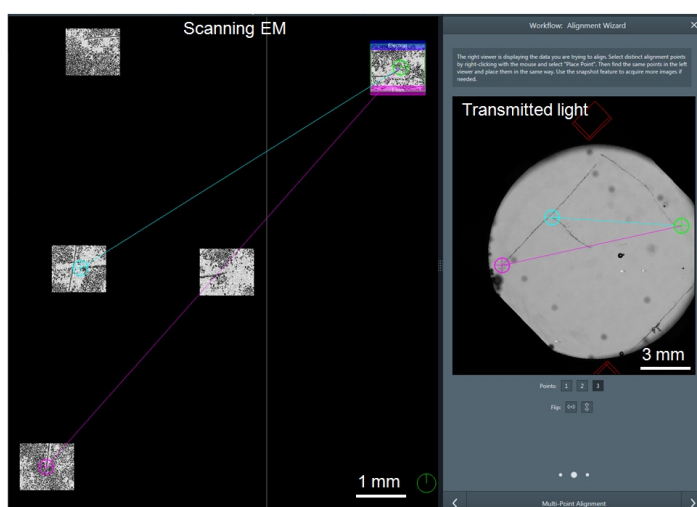 Scanning EM
Electron
1 mm
Workflow: Alignment Wizard
The right viewer is displaying the data you are trying to align. Select distinct alignment points
by right-clicking with the mouse and select "Place Point". Then find the same points in the left
viewer and place them in the same way. Use the snapshot feature to acquire more images if
needed.
Transmitted light
3 mm
Points: 1 2 3
Flip:
Multi-Point Alignment